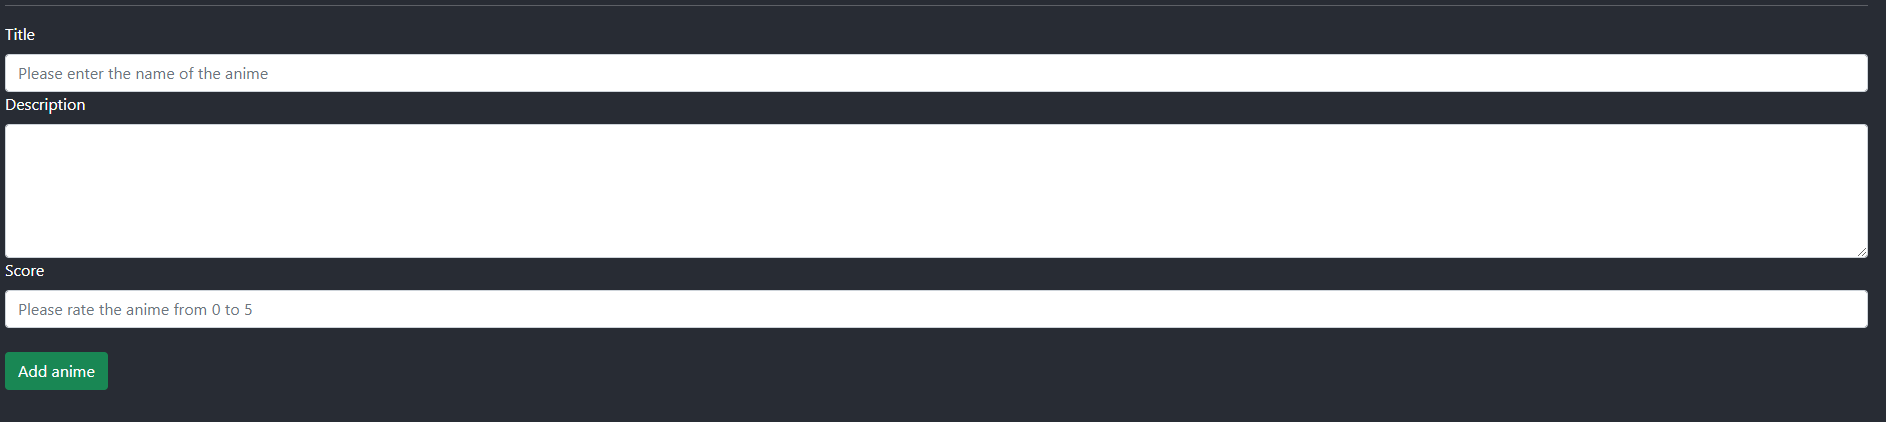 Title
Please enter the name of the anime
Description
Score
Please rate the anime from 0 to 5
Add anime